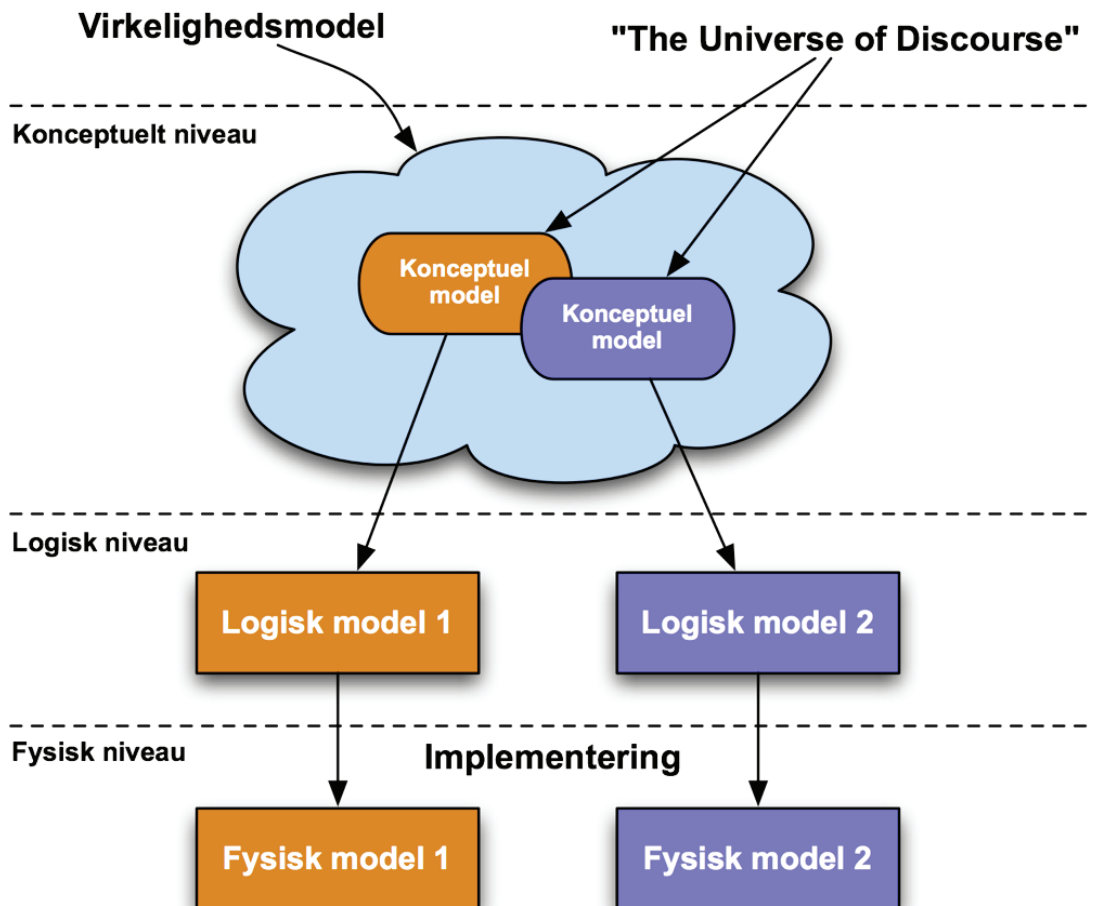 Virkelighedsmodel
"The Universe of Discourse"
Konceptuelt niveau
Konceptuel
model
Konceptuel
model
Logisk niveau
Logisk model 1
Logisk model 2
Fysisk niveau
Implementering
Fysisk model 1
Fysisk model 2